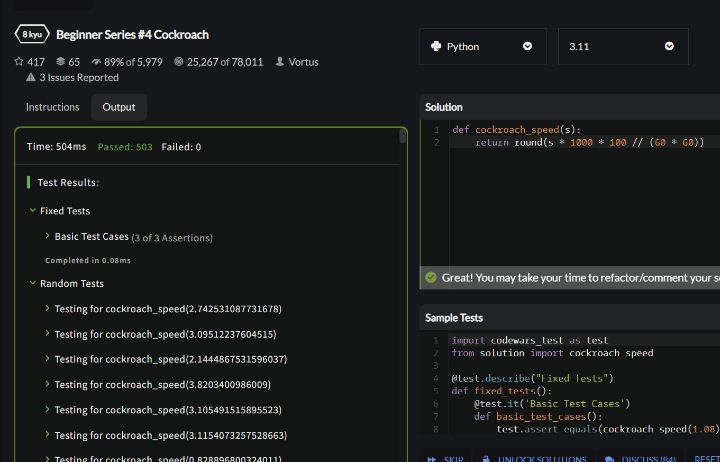 8 kyu Beginner Series #4 Cockroach
417 65 89% of 5,979 25,267 of 78,011 Vortus
3 Issues Reported
Python 3.11
Instructions Output
Time: 504ms Passed: 503 Failed: 0
Test Results:
Fixed Tests
Basic Test Cases (3 of 3 Assertions)
Completed in 0.08ms
Random Tests
Testing for cockroach_speed(2.742531087731678)
Testing for cockroach_speed(3.09512237604515)
Testing for cockroach_speed(2.1444867531596037)
Testing for cockroach_speed(3.8203400986009)
Testing for cockroach_speed(3.105491515895523)
Testing for cockroach_speed(3.1154073257528663)
Testing for cockroach_speed(0.828896800324011)
Solution
1 def cockroach_speed(s):
2 return round(s * 1000 * 100 // (60 * 60))
Great! You may take your time to refactor/comment your s
Sample Tests
1 import codewars_test as test
2 from solution import cockroach_speed
3
4 @test.describe("Fixed Tests")
5 def fixed_tests():
6 @test.it('Basic Test Cases')
7 def basic_test_cases():
8 test.assert_equals(cockroach_speed(1.08)
SKIP UNLOCK SOLUTIONS DISCUSS (84) RESET